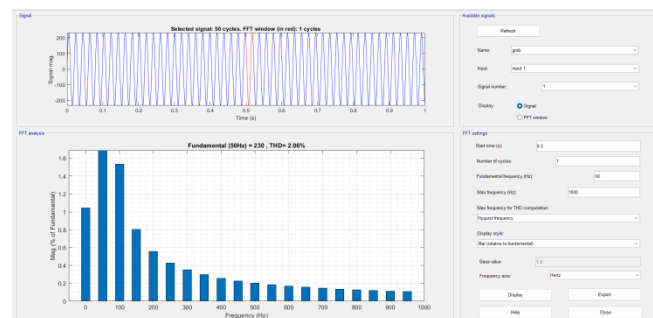 Signal
Selected signal: 50 cycles. FFT window (in red): 1 cycles
Signal mag.
200
100
0
-100
-200
0 0.1 0.2 0.3 0.4 0.5 0.6 0.7 0.8 0.9 1
Time (s)
FFT analysis
Fundamental (50Hz) = 230 , THD= 2.06%
Mag (% of Fundamental)
1.6
1.4
1.2
1
0.8
0.6
0.4
0.2
0
0 100 200 300 400 500 600 700 800 900 1000
Frequency (Hz)
Available signals
Refresh
Name:
Input: input 1
Signal number: 1
Display: Signal
FFT window
FFT settings
Start time (s): 0.5
Number of cycles: 1
Fundamental frequency (Hz): 50
Max frequency (Hz): 1000
Max frequency for THD computation:
Nyquist frequency
Display style:
Bar (relative to fundamental)
Base value: 1.0
Frequency axis: Hertz
Display Export
Help Close